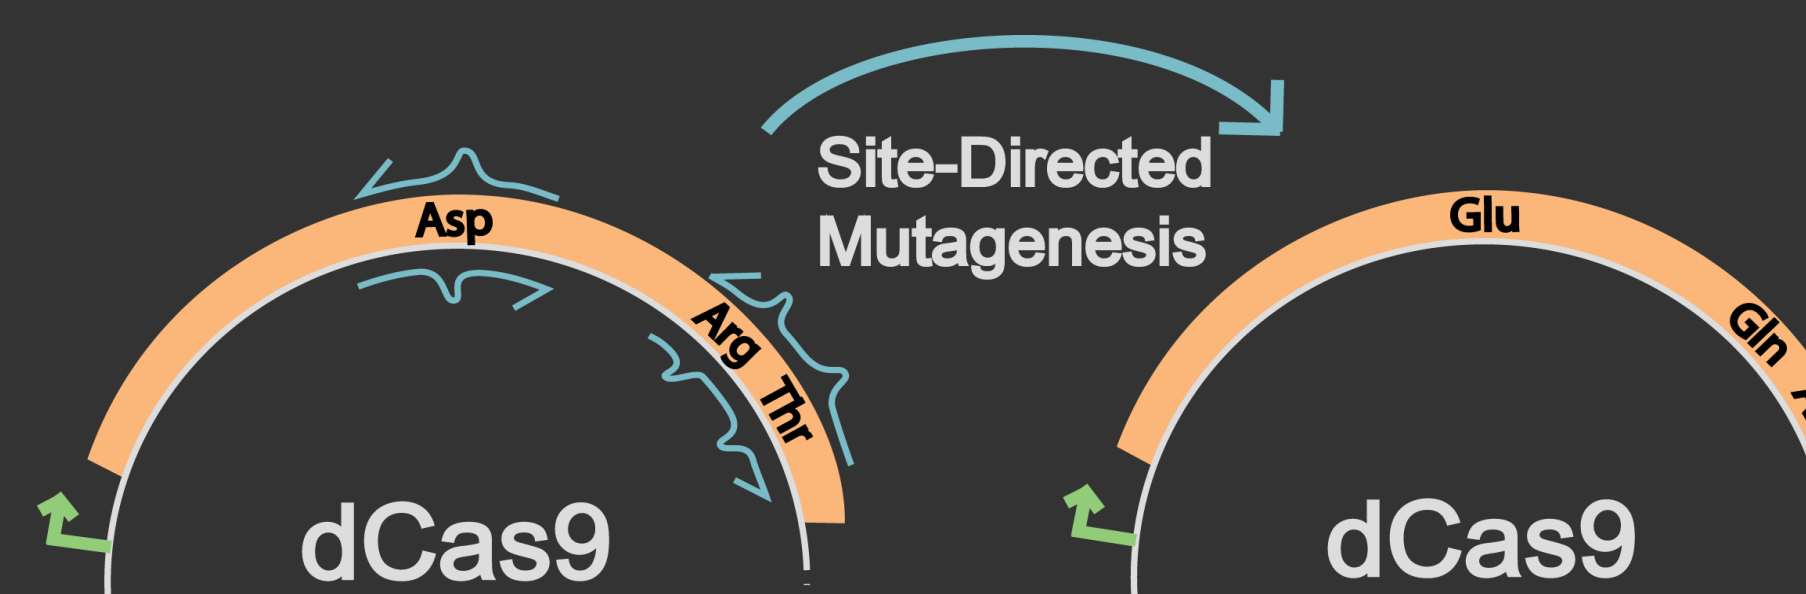 Site-Directed
Mutagenesis
Asp
Arg
Thr
dCas9
Glu
Gln
dCas9